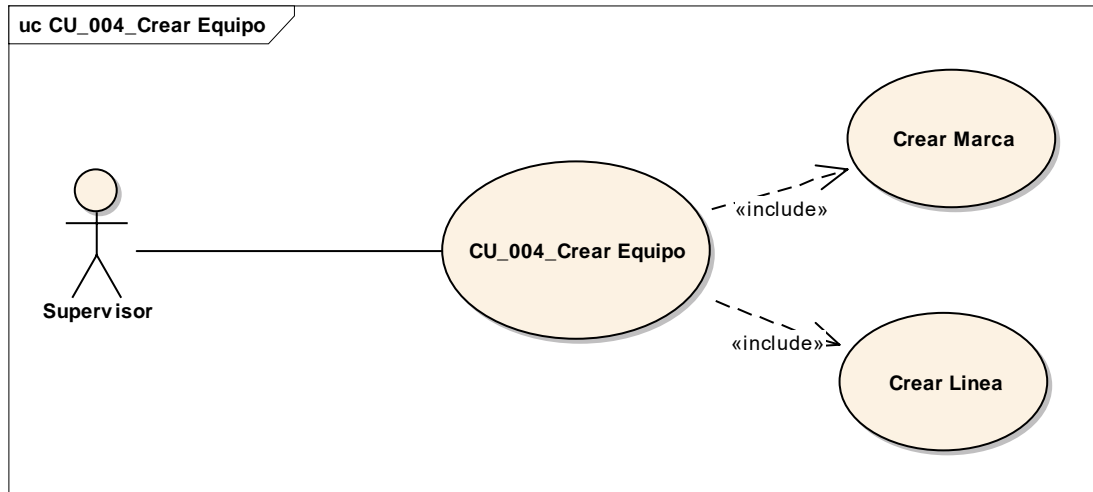 uc CU_004_Crear Equipo
Crear Marca
«include»
CU_004_Crear Equipo
Supervisor
«include»
Crear Linea